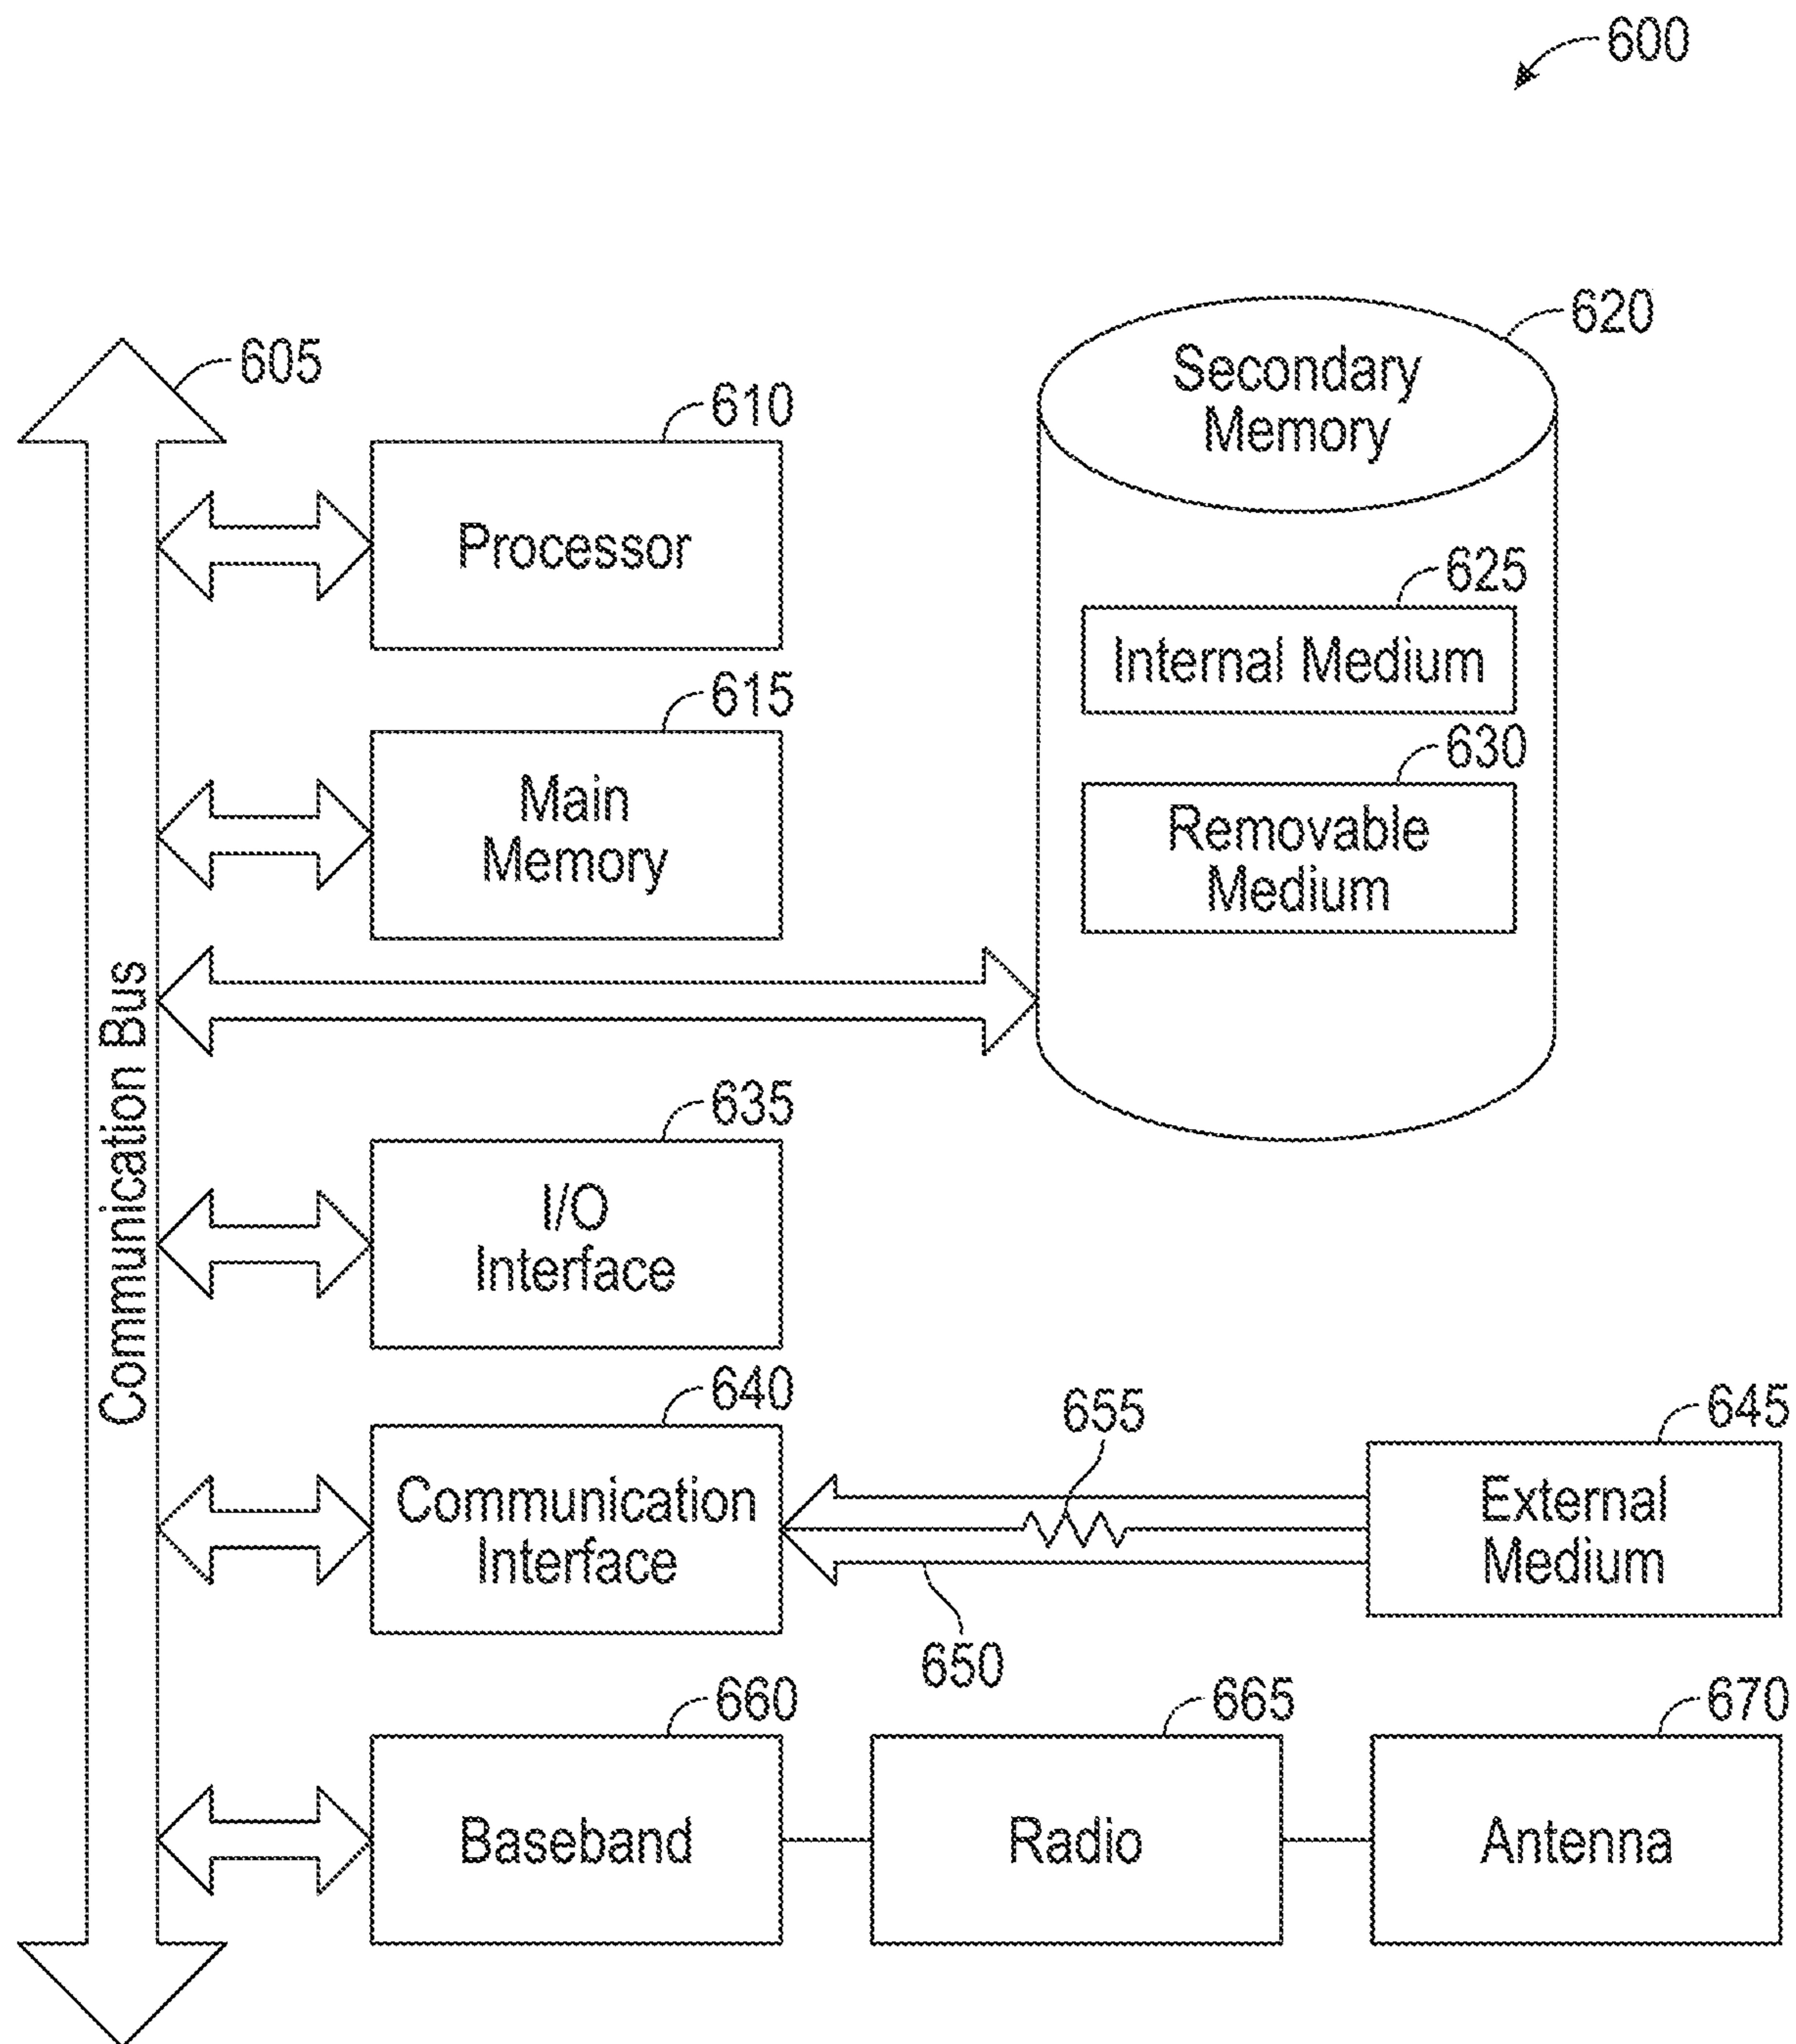 600
605
610
Processor
615
Main
Memory
620
Secondary
Memory
625
Internal Medium
630
Removable
Medium
Communication Bus
635
I/O
Interface
640
Communication
Interface
655
650
645
External
Medium
660
Baseband
665
Radio
670
Antenna